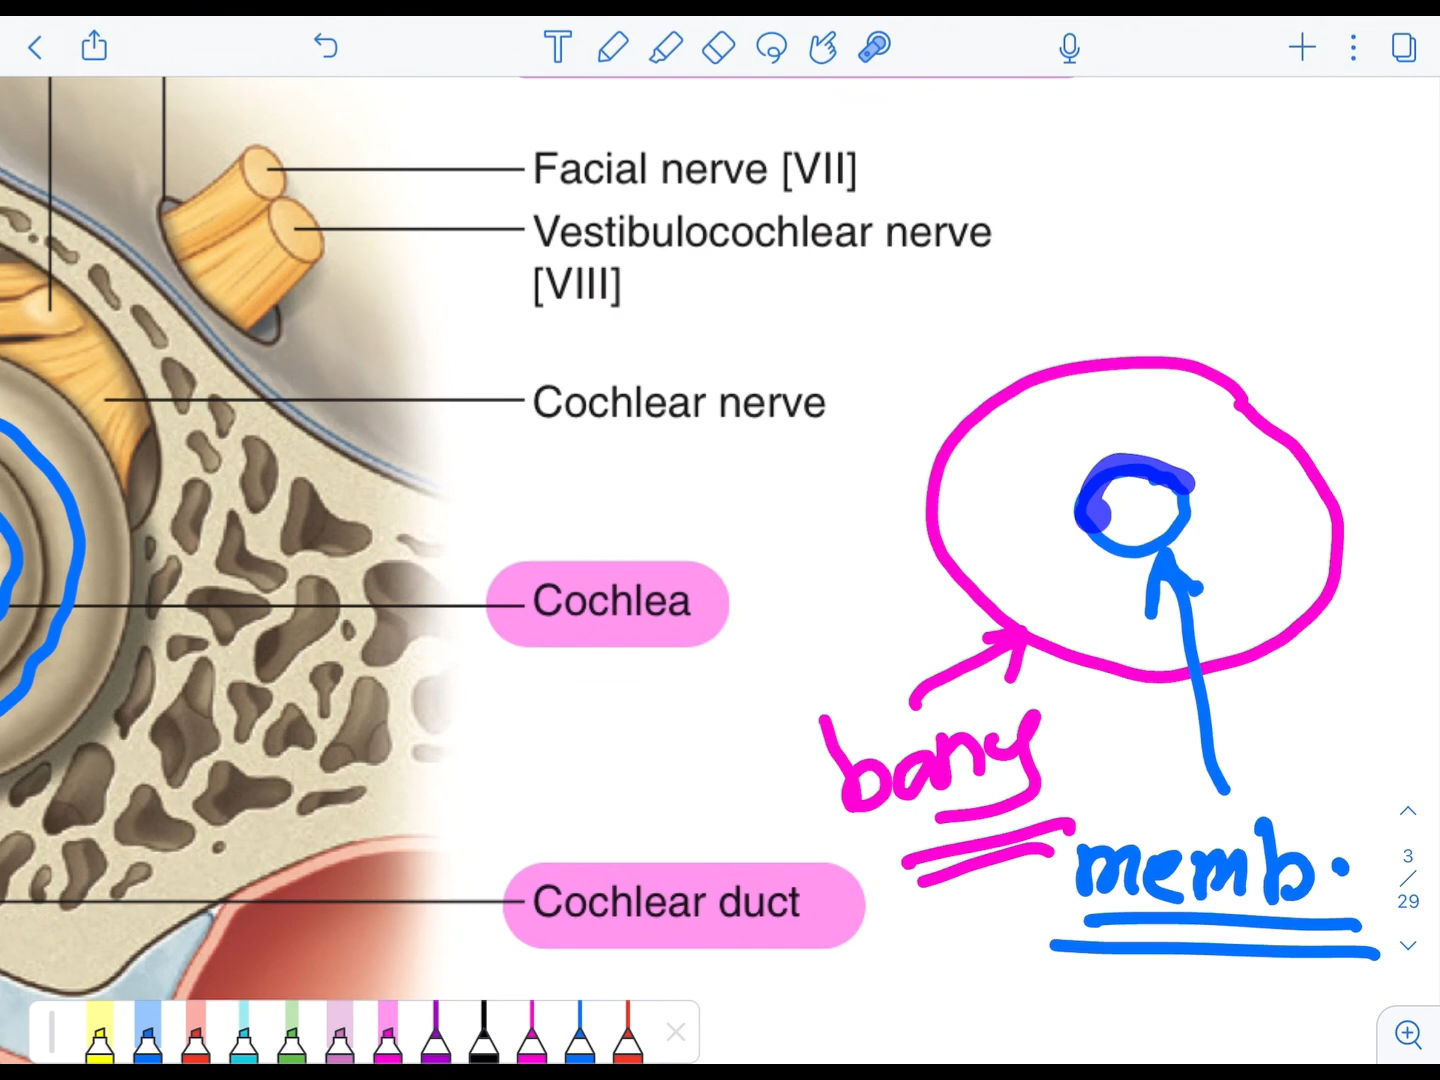 Facial nerve [VII]
Vestibulocochlear nerve
[VIII]
Cochlear nerve
Cochlea
bony
memb.
Cochlear duct
3
/
29